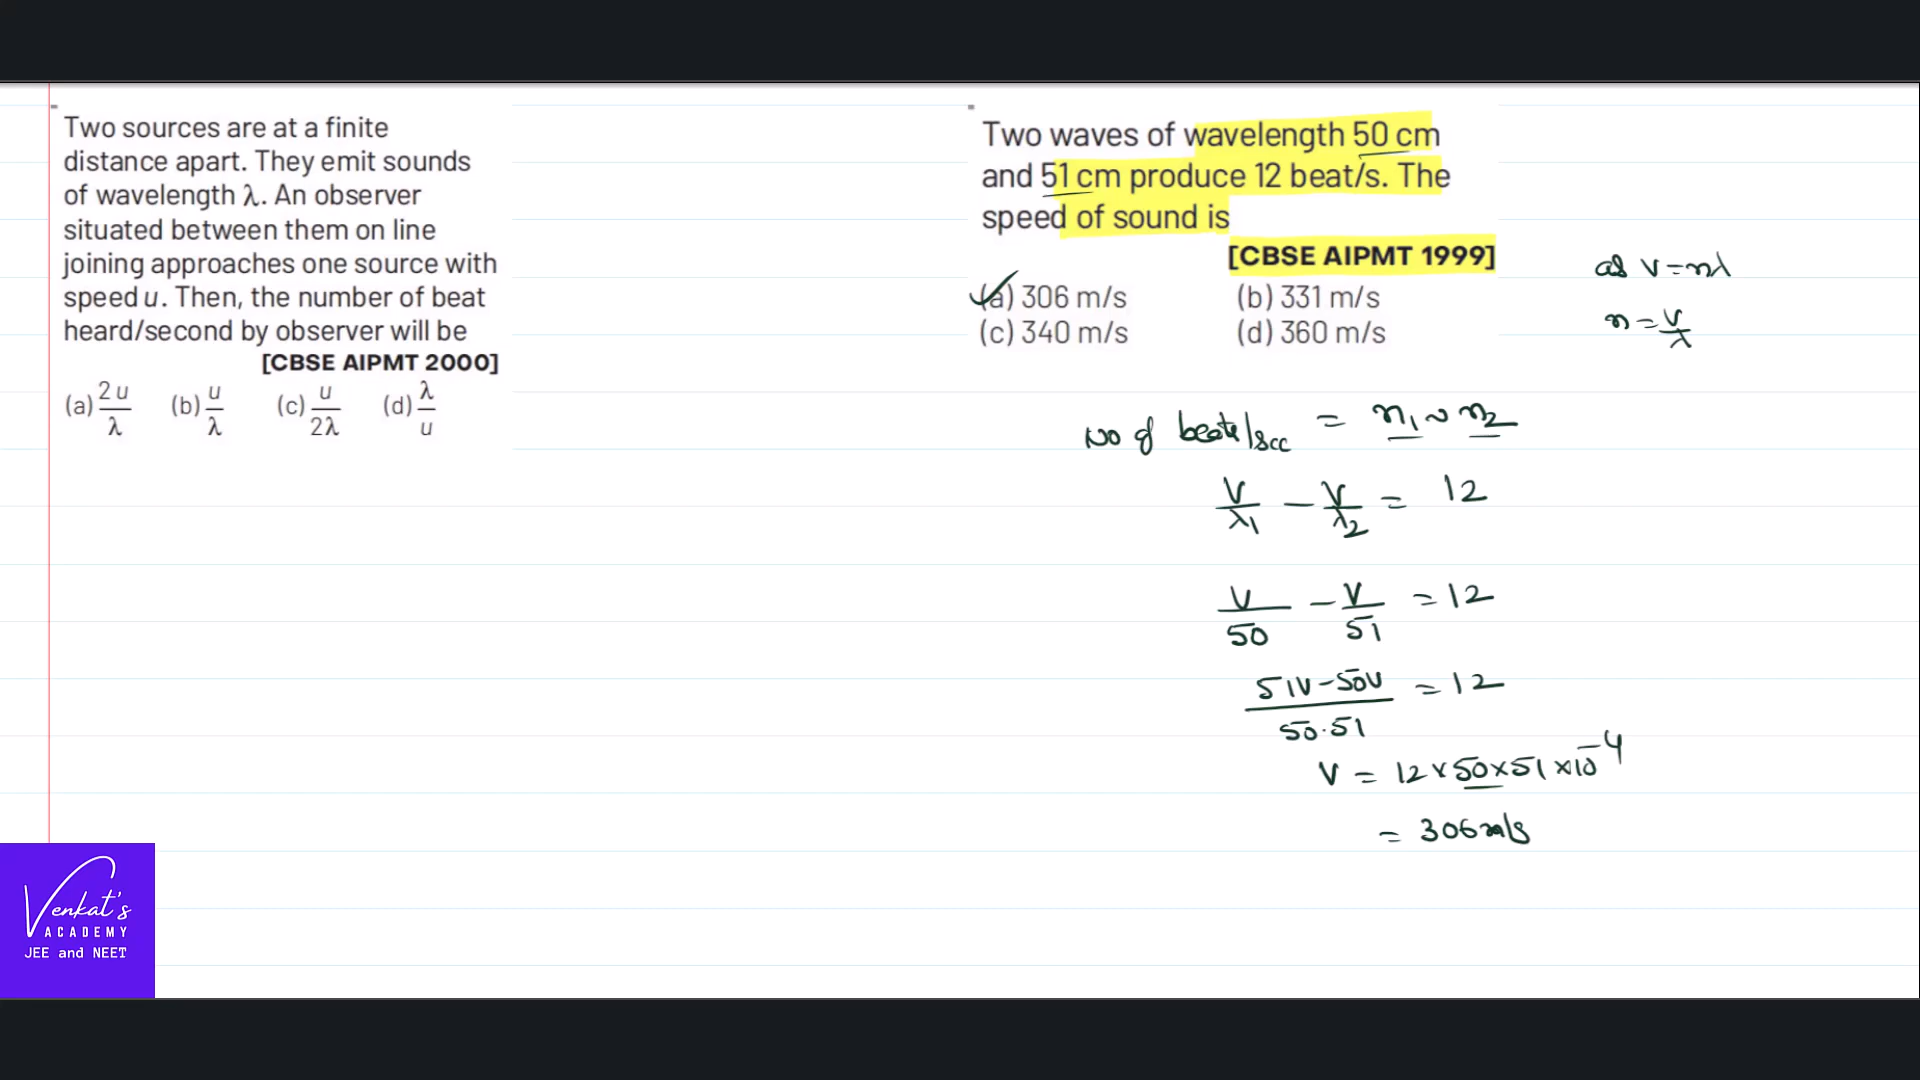 Two sources are at a finite
distance apart. They emit sounds
of wavelength λ. An observer
situated between them on line
joining approaches one source with
speed u. Then, the number of beat
heard/second by observer will be
[CBSE AIPMT 2000]
(a) 2u/λ (b) u/λ (c) u/2λ (d) λ/u
Two waves of wavelength 50 cm
and 51 cm produce 12 beat/s. The
speed of sound is
[CBSE AIPMT 1999]
(a) 306 m/s (b) 331 m/s
(c) 340 m/s (d) 360 m/s
as v=nλ
n = v/λ
No of beats/sec = n1 ~ n2
V/λ1 - V/λ2 = 12
V/50 - V/51 = 12
51V-50V/50.51 = 12
V = 12×50×51×10^-4
= 306m/s
Venkat's
ACADEMY
JEE and NEET